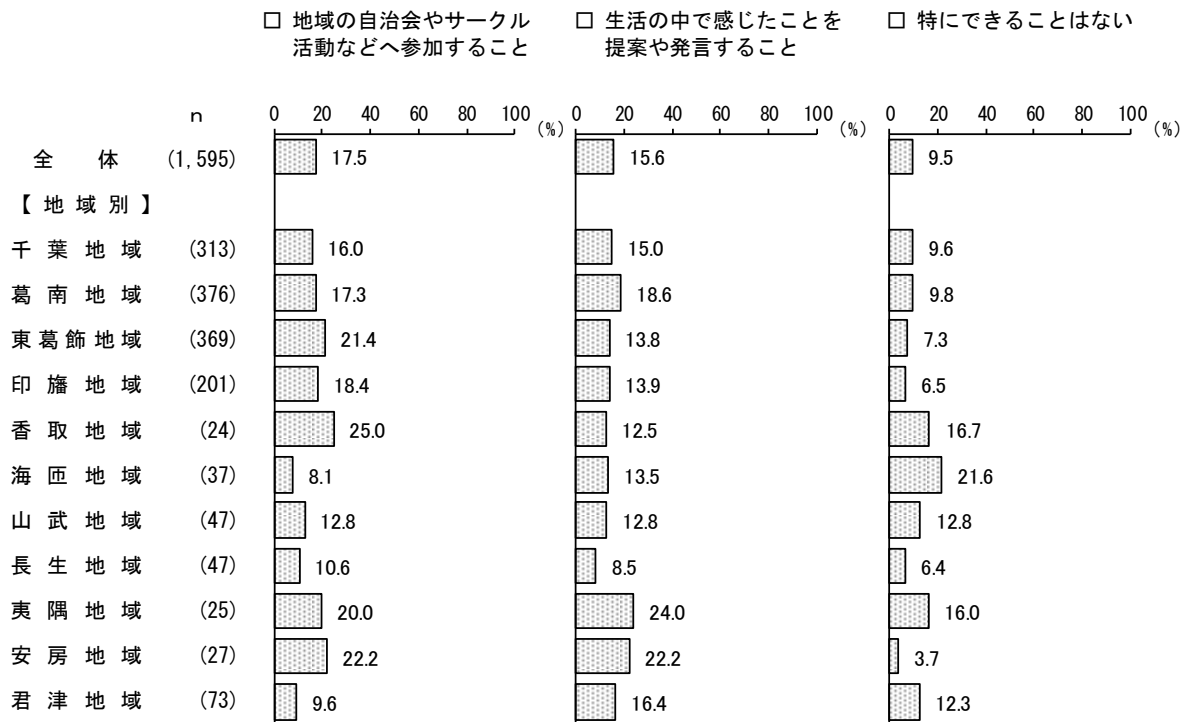 □ 地域の自治会やサークル
活動などへ参加すること
□ 生活の中で感じたことを
提案や発言すること
□ 特にできることはない
n
0 20 40 60 80 100 (%)
0 20 40 60 80 100 (%)
0 20 40 60 80 100 (%)
全体 (1,595) 17.5 15.6 9.5
【地域別】
千葉地域 (313) 16.0 15.0 9.6
葛南地域 (376) 17.3 18.6 9.8
東葛飾地域 (369) 21.4 13.8 7.3
印旛地域 (201) 18.4 13.9 6.5
香取地域 (24) 25.0 12.5 16.7
海匝地域 (37) 8.1 13.5 21.6
山武地域 (47) 12.8 12.8 12.8
長生地域 (47) 10.6 8.5 6.4
夷隅地域 (25) 20.0 24.0 16.0
安房地域 (27) 22.2 22.2 3.7
君津地域 (73) 9.6 16.4 12.3